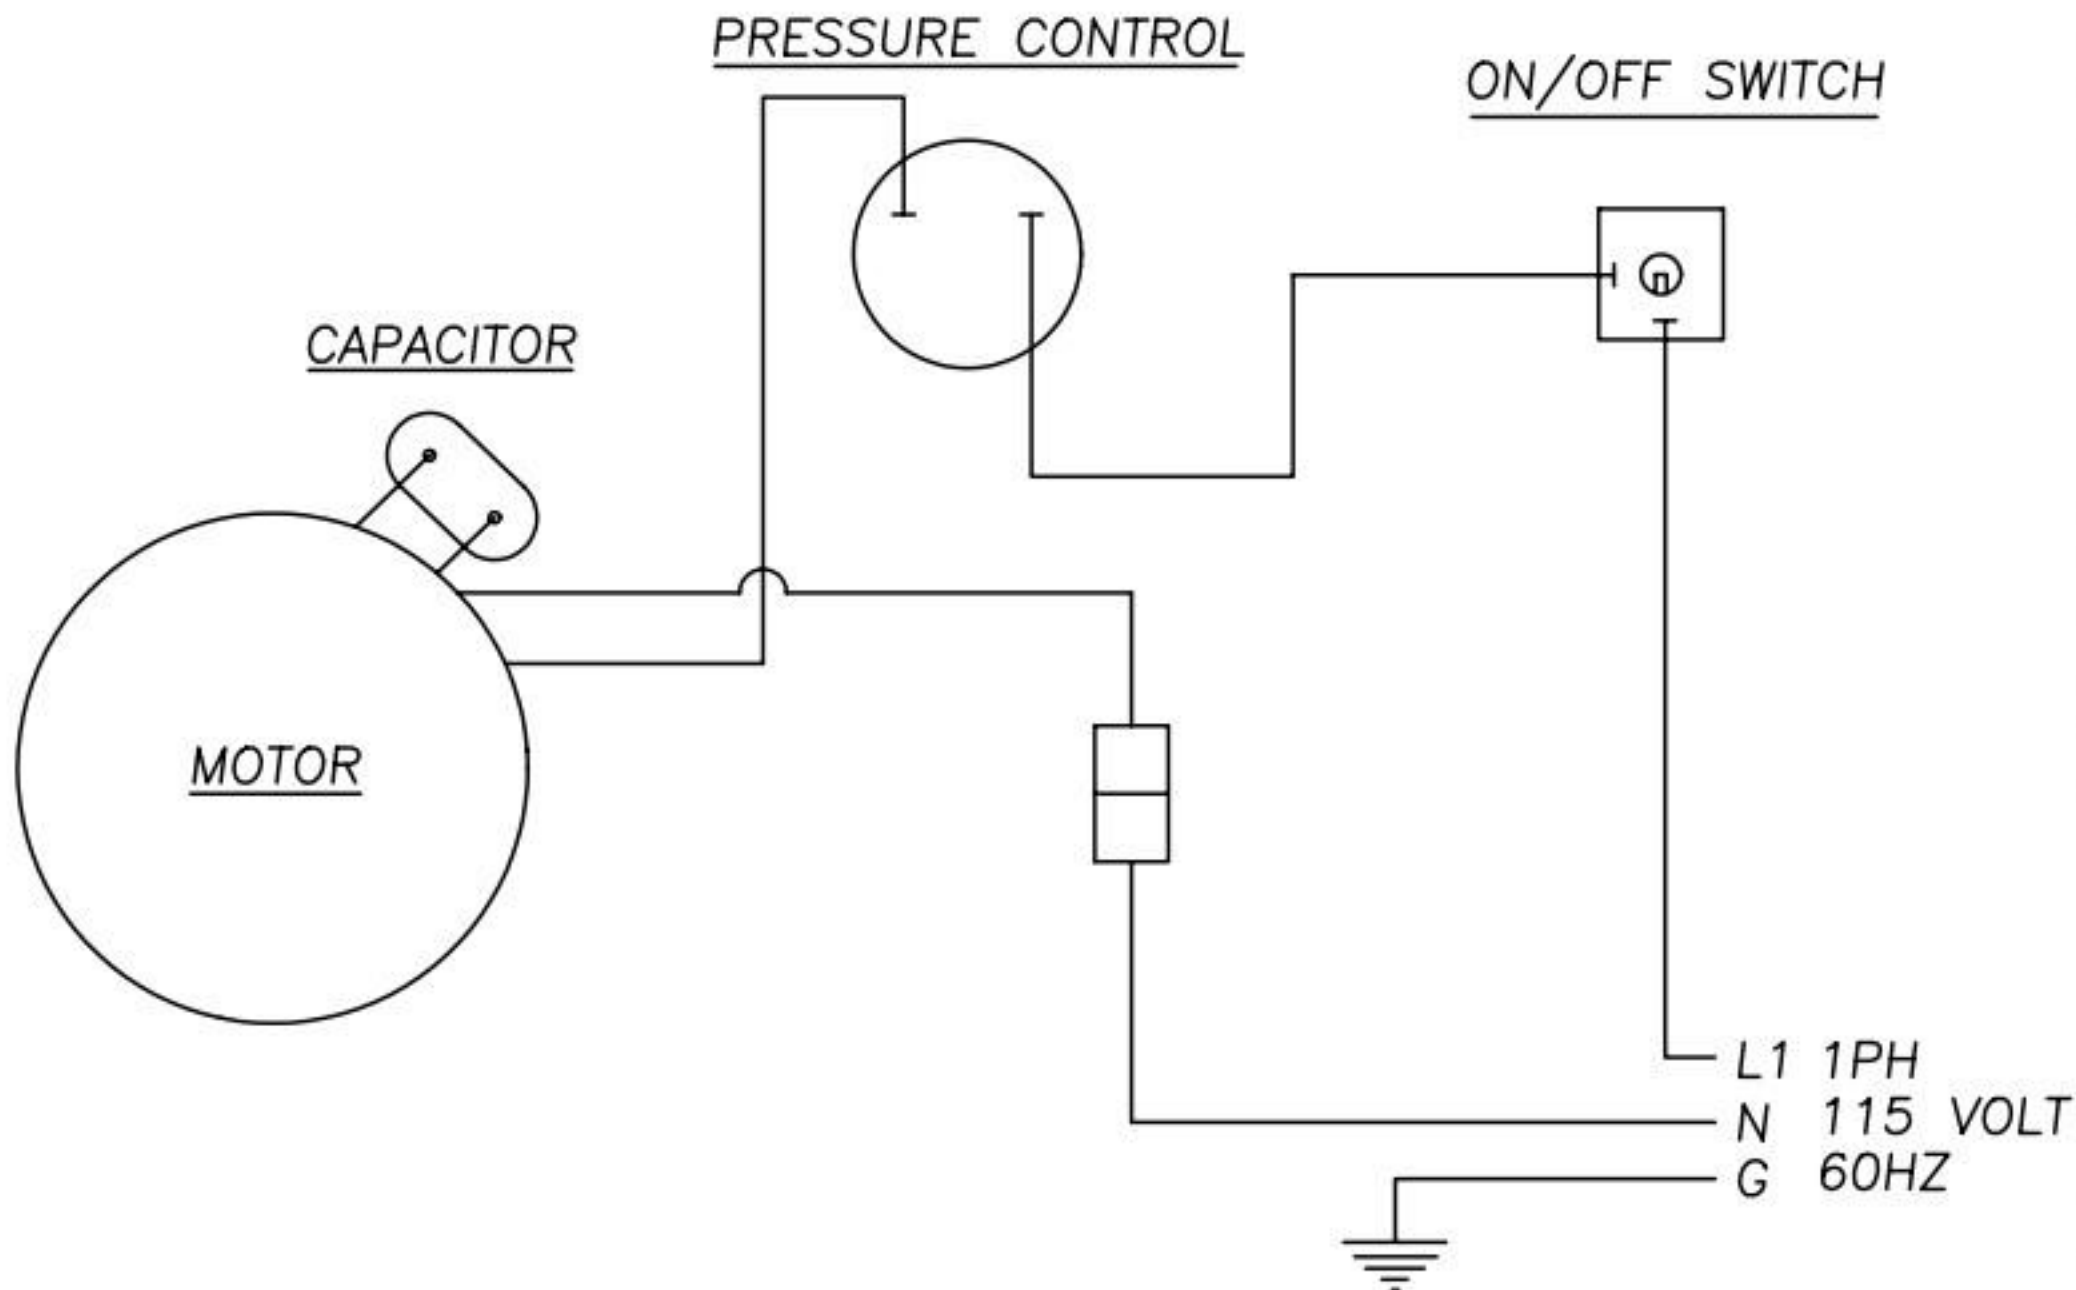 PRESSURE CONTROL
ON/OFF SWITCH
CAPACITOR
MOTOR
L1 1PH
N 115 VOLT
G 60HZ